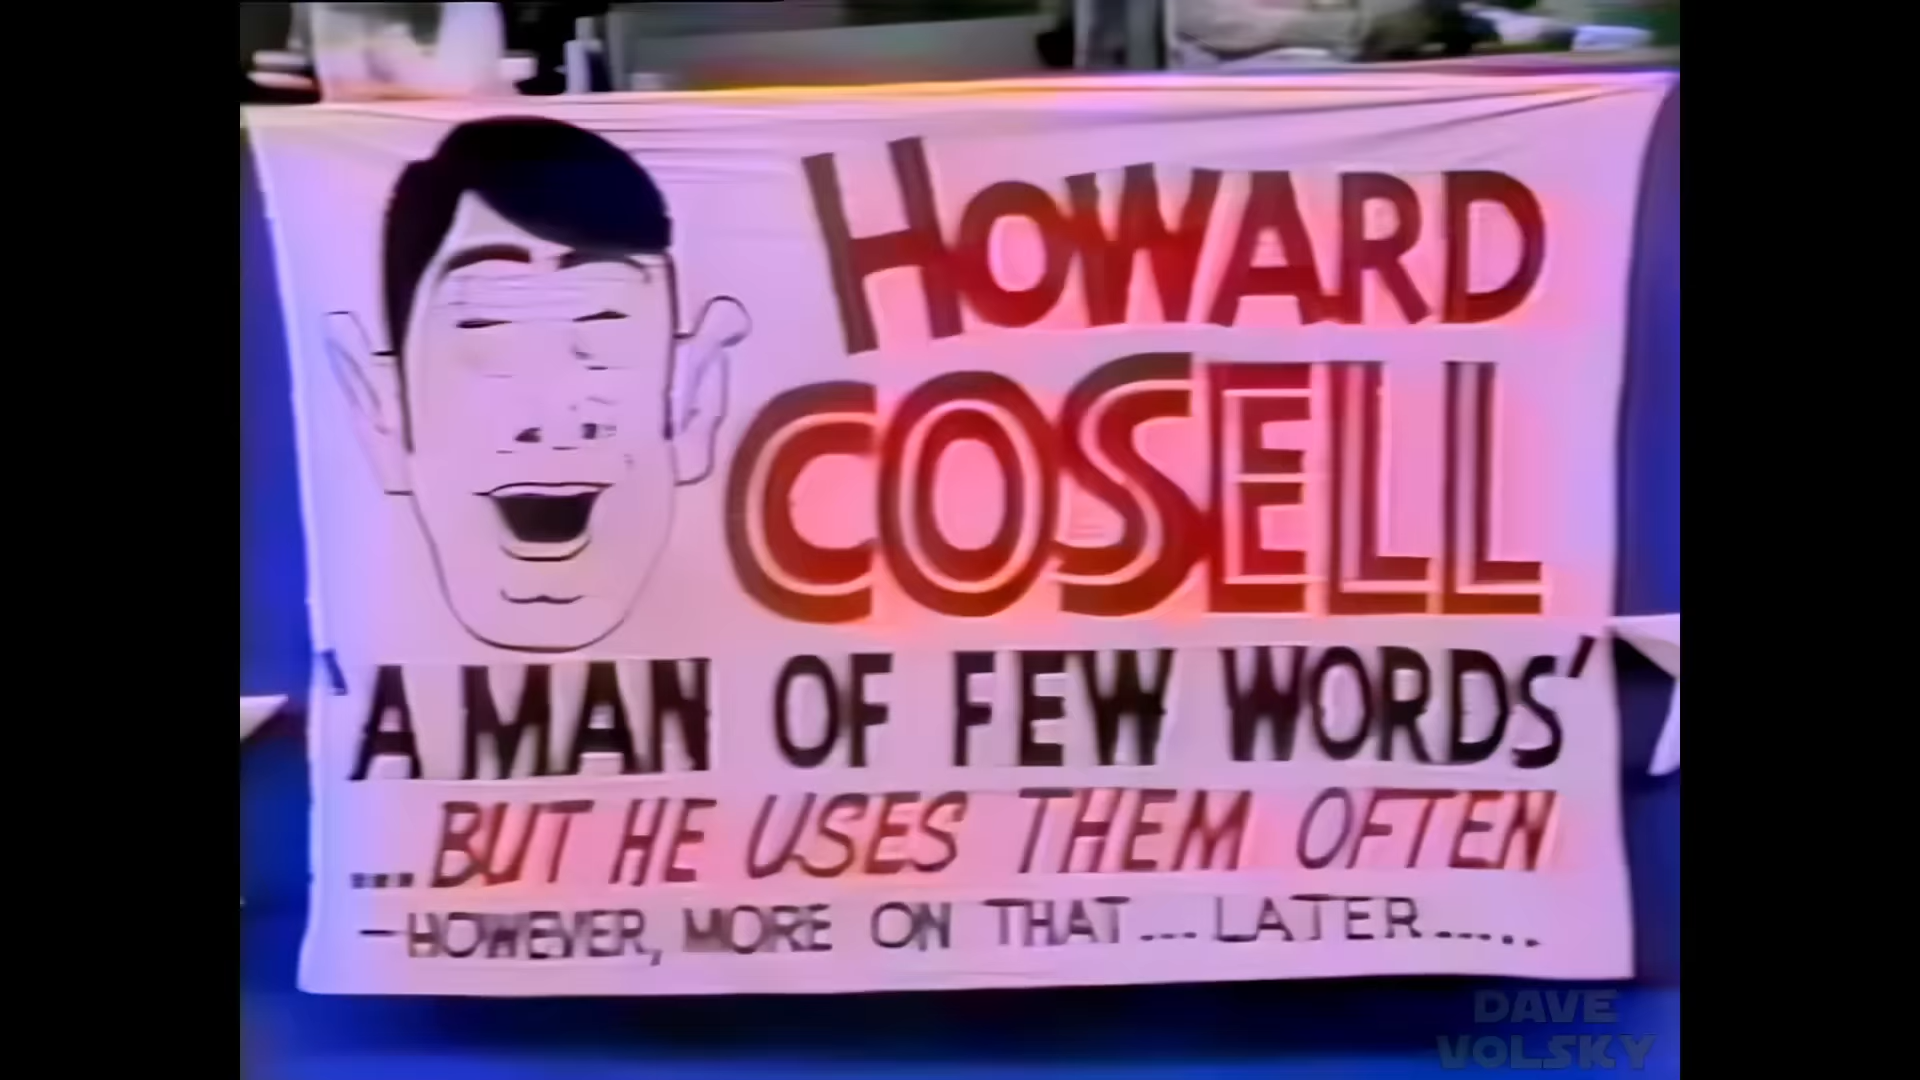 HOWARD
COSELL
'A MAN OF FEW WORDS'
...BUT HE USES THEM OFTEN
-HOWEVER, MORE ON THAT...LATER.....
DAVE
VOLSKY